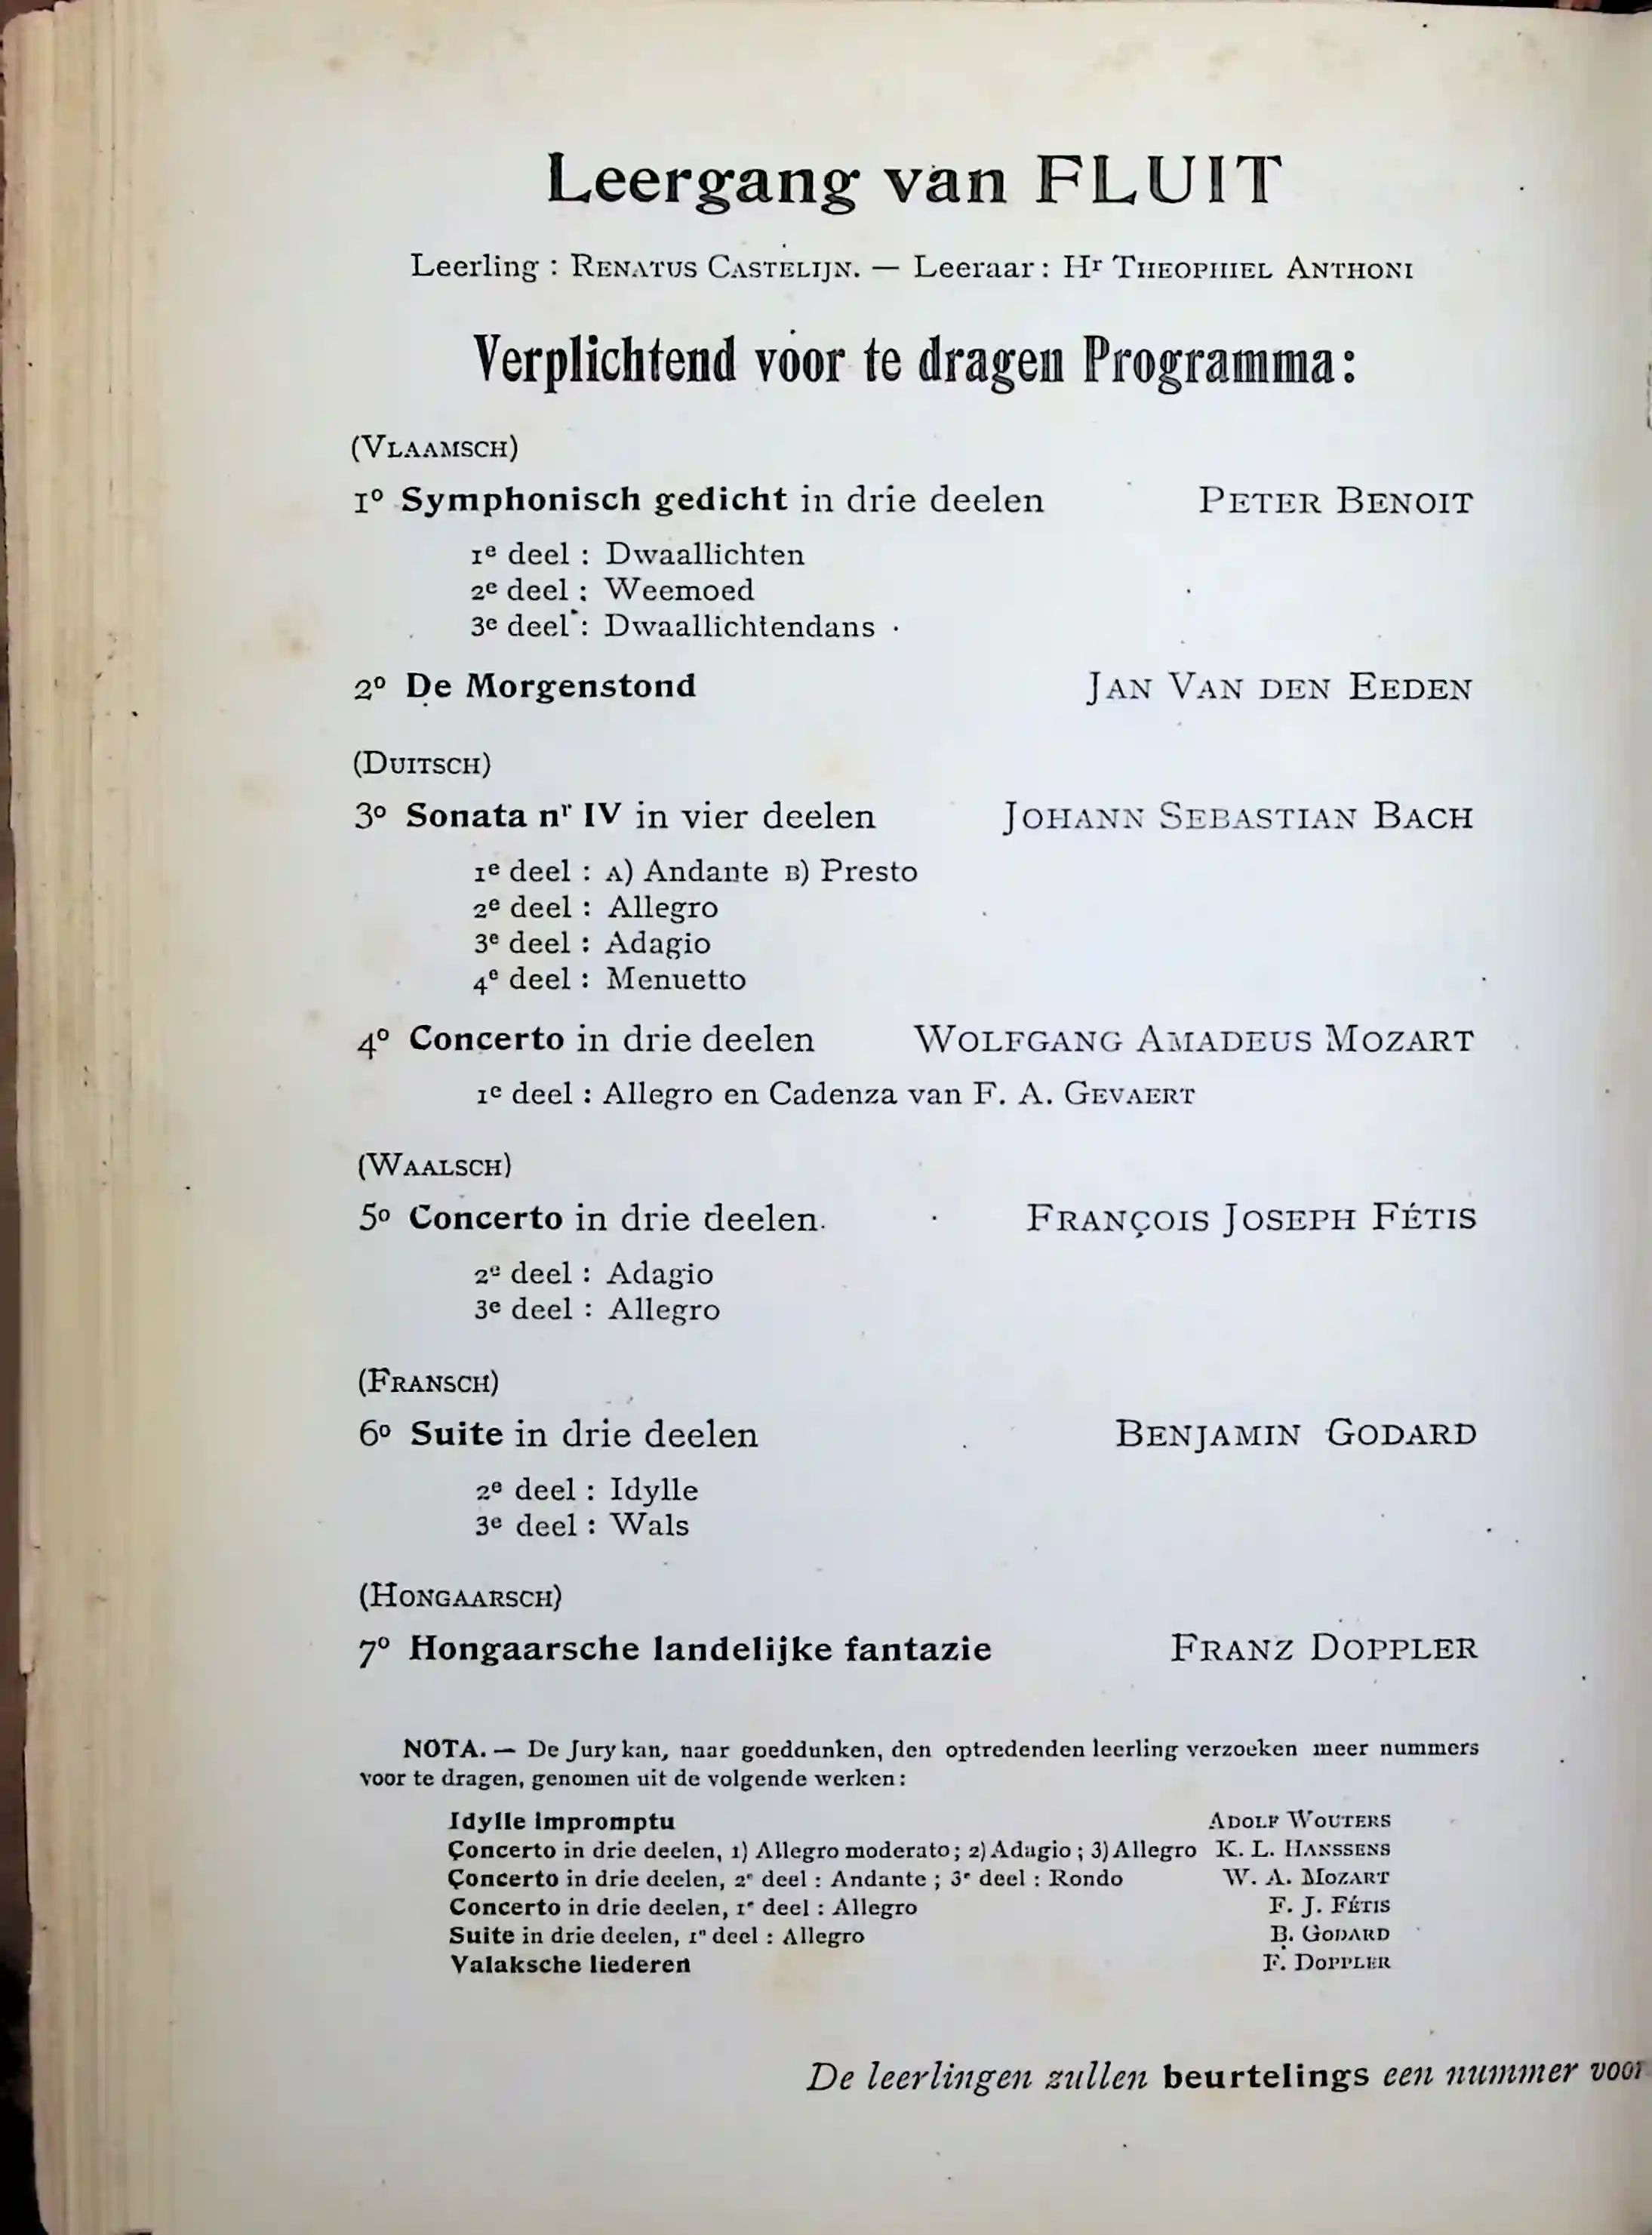 Leergang van FLUIT
Leerling : RENATUS CASTELIJN. — Leeraar : Hr THEOPHIEL ANTHONI
Verplichtend voor te dragen Programma :
(VLAAMSCH)
1º Symphonisch gedicht in drie deelen PETER BENOIT
1e deel : Dwaallichten
2e deel : Weemoed
3e deel : Dwaallichtendans
2º De Morgenstond JAN VAN DEN EEDEN
(DUITSCH)
3º Sonata nr IV in vier deelen JOHANN SEBASTIAN BACH
1e deel : A) Andante B) Presto
2e deel : Allegro
3e deel : Adagio
4e deel : Menuetto
4º Concerto in drie deelen WOLFGANG AMADEUS MOZART
1e deel : Allegro en Cadenza van F. A. GEVAERT
(WAALSCH)
5º Concerto in drie deelen. FRANÇOIS JOSEPH FÉTIS
2e deel : Adagio
3e deel : Allegro
(FRANSCH)
6º Suite in drie deelen BENJAMIN GODARD
2e deel : Idylle
3e deel : Wals
(HONGAARSCH)
7º Hongaarsche landelijke fantazie FRANZ DOPPLER
NOTA. — De Jury kan, naar goeddunken, den optredenden leerling verzoeken meer nummers
voor te dragen, genomen uit de volgende werken :
Idylle Impromptu ADOLF WOUTERS
Concerto in drie deelen, 1) Allegro moderato ; 2) Adagio ; 3) Allegro K. L. HANSSENS
Concerto in drie deelen, 2e deel : Andante ; 3e deel : Rondo W. A. MOZART
Concerto in drie deelen, 1e deel : Allegro F. J. FÉTIS
Suite in drie deelen, 1e deel : Allegro B. GODARD
Valaksche liederen F. DOPPLER
De leerlingen zullen beurtelings een nummer voor